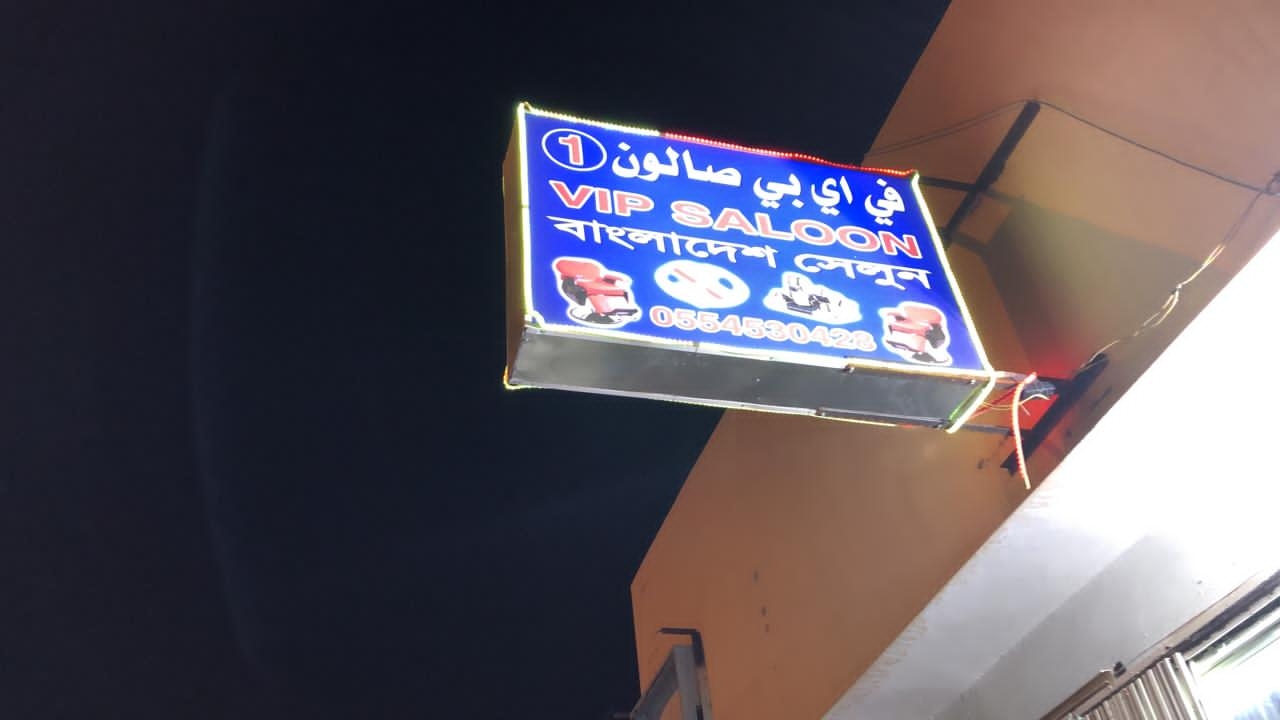 في اي بي صالون 1
VIP SALOON
বাংলাদেশ সেলুন
0554530428